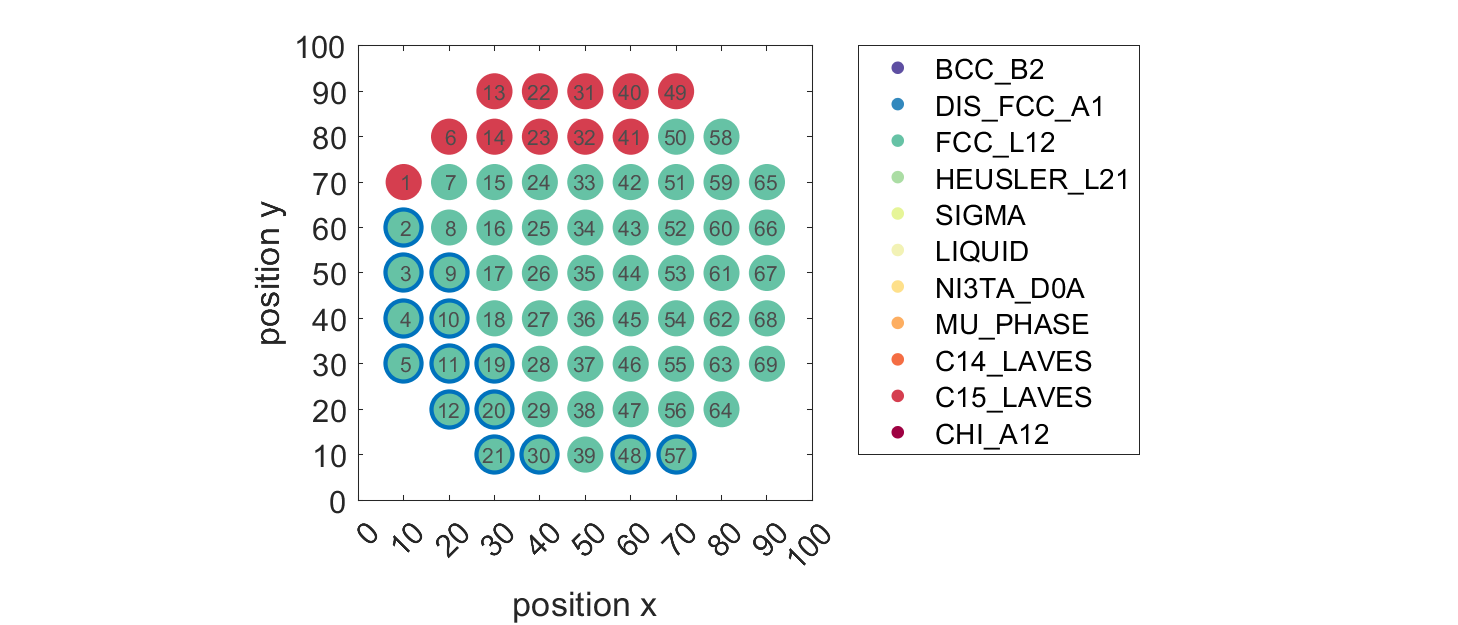 100
90 13 22 31 40 49
80 6 14 23 32 41 50 58
70 1 7 15 24 33 42 51 59 65
60 2 8 16 25 34 43 52 60 66
50 3 9 17 26 35 44 53 61 67
40 4 10 18 27 36 45 54 62 68
30 5 11 19 28 37 46 55 63 69
20 12 20 29 38 47 56 64
10 21 30 39 48 57
0
0 10 20 30 40 50 60 70 80 90 100
position x
position y
BCC_B2
DIS_FCC_A1
FCC_L12
HEUSLER_L21
SIGMA
LIQUID
NI3TA_D0A
MU_PHASE
C14_LAVES
C15_LAVES
CHI_A12